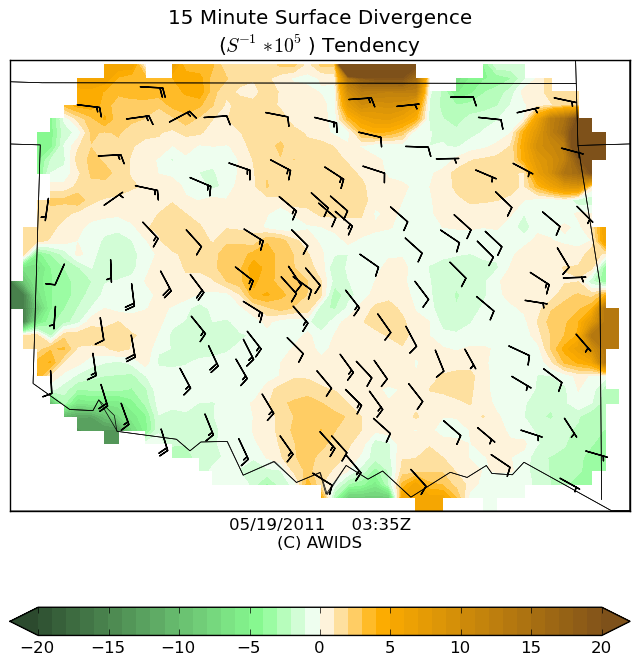 15 Minute Surface Divergence
(S⁻¹ *10⁵ ) Tendency
05/19/2011 03:35Z
(C) AWIDS
−20 −15 −10 −5 0 5 10 15 20